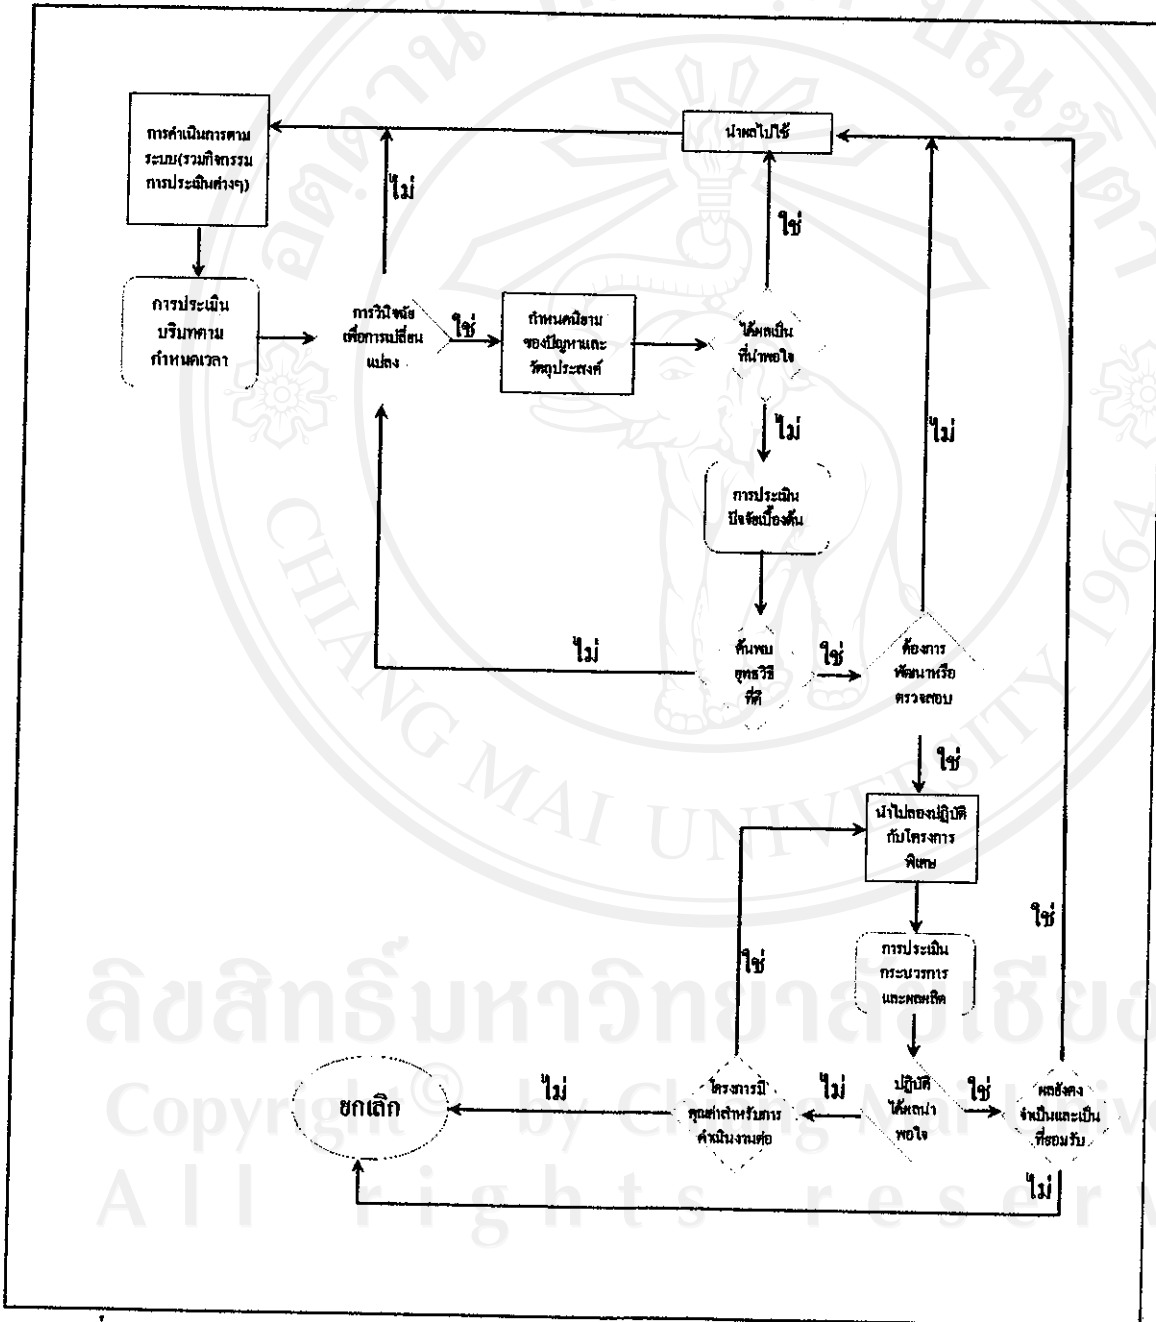 การดำเนินการตาม
ระบบ(รวมกิจกรรม
การประเมินต่างๆ)
นำผลไปใช้
ไม่
ใช่
การประเมิน
บริบทตาม
กำหนดเวลา
การวินิจฉัย
เพื่อการเปลี่ยน
แปลง
ใช่
กำหนดนิยาม
ของปัญหาและ
วัตถุประสงค์
ได้ผลเป็น
ที่น่าพอใจ
ไม่
ไม่
การประเมิน
ปัจจัยเบื้องต้น
ไม่
ค้นพบ
ยุทธวิธี
ที่ดี
ใช่
ต้องการ
พัฒนาหรือ
ตรวจสอบ
ใช่
นำไปลองปฏิบัติ
กับโครงการ
พิเศษ
ใช่
ใช่
การประเมิน
กระบวรการ
และผลผลิต
ยกเลิก
ไม่
โครงการมี
คุณค่าสำหรับการ
ดำเนินงานต่อ
ไม่
ปฏิบัติ
ได้ผลน่า
พอใจ
ใช่
ผลยังคง
จำเป็นและเป็น
ที่ยอมรับ
ไม่
CHIANG MAI UNIVERSITY 1964
ลิขสิทธิ์มหาวิทยาลัยเชียง
Copyright © by Chiang Mai
All rights reser